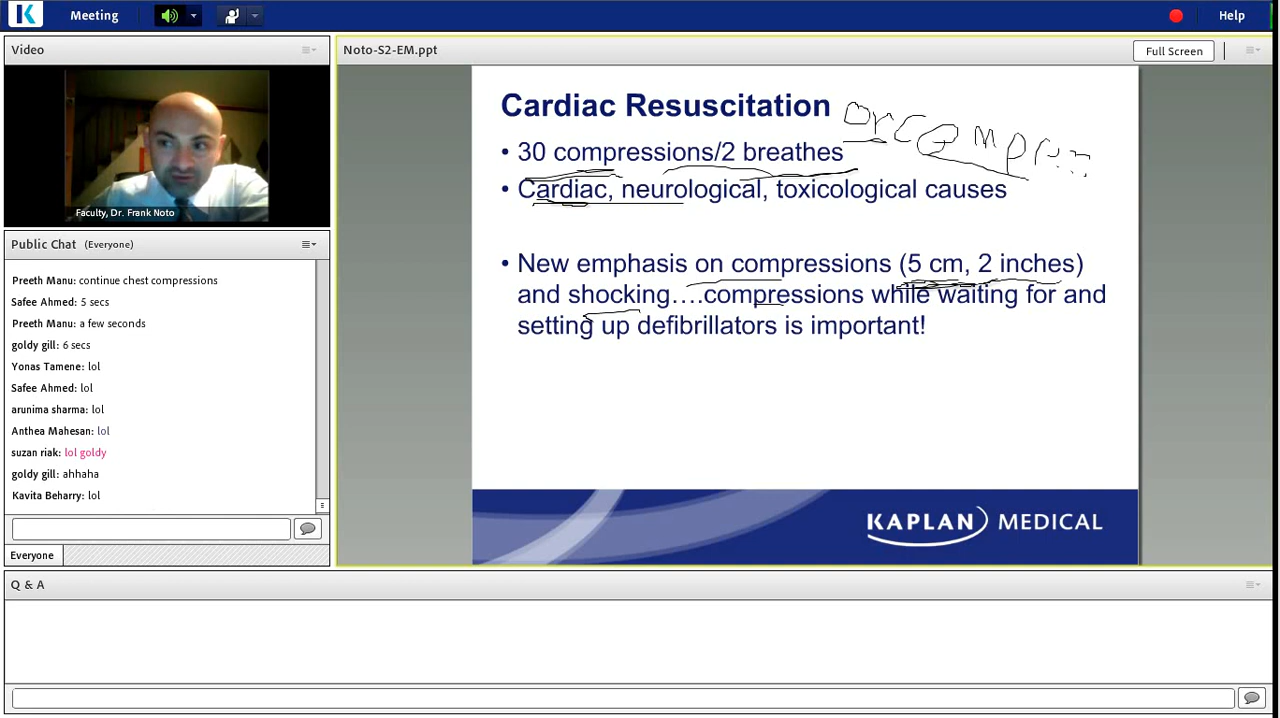 Meeting
Help
Video
Faculty, Dr. Frank Noto
Public Chat (Everyone)
Preeth Manu: continue chest compressions
Safee Ahmed: 5 secs
Preeth Manu: a few seconds
goldy gill: 6 secs
Yonas Tamene: lol
Safee Ahmed: lol
arunima sharma: lol
Anthea Mahesan: lol
suzan riak: lol goldy
goldy gill: ahhaha
Kavita Beharry: lol
Everyone
Noto-S2-EM.ppt
Full Screen
Cardiac Resuscitation
• 30 compressions/2 breathes
• Cardiac, neurological, toxicological causes
• New emphasis on compressions (5 cm, 2 inches)
and shocking….compressions while waiting for and
setting up defibrillators is important!
KAPLAN MEDICAL
Q & A